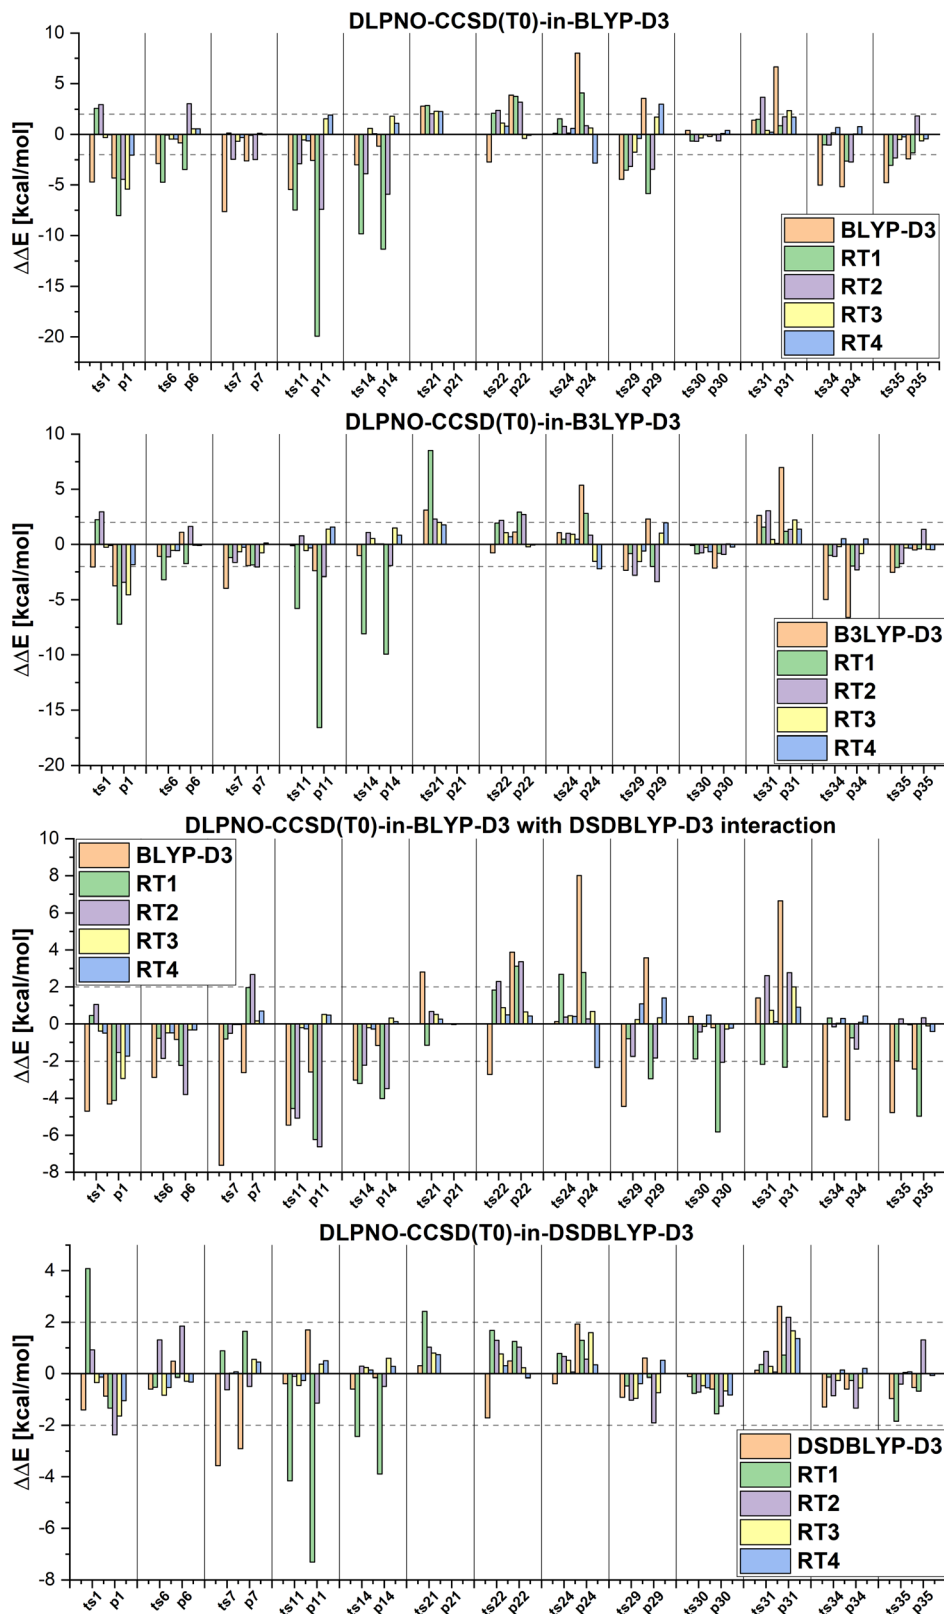 DLPNO-CCSD(T0)-in-BLYP-D3
10
5
0
-5
-10
-15
-20
ΔΔE [kcal/mol]
BLYP-D3
RT1
RT2
RT3
RT4
ts1 p1 ts6 p6 ts7 p7 ts11 p11 ts14 p14 ts21 p21 ts22 p22 ts24 p24 ts29 p29 ts30 p30 ts31 p31 ts34 p34 ts35 p35
DLPNO-CCSD(T0)-in-B3LYP-D3
10
5
0
-5
-10
-15
-20
ΔΔE [kcal/mol]
B3LYP-D3
RT1
RT2
RT3
RT4
ts1 p1 ts6 p6 ts7 p7 ts11 p11 ts14 p14 ts21 p21 ts22 p22 ts24 p24 ts29 p29 ts30 p30 ts31 p31 ts34 p34 ts35 p35
DLPNO-CCSD(T0)-in-BLYP-D3 with DSDBLYP-D3 interaction
10
8
6
4
2
0
-2
-4
-6
-8
ΔΔE [kcal/mol]
BLYP-D3
RT1
RT2
RT3
RT4
ts1 p1 ts6 p6 ts7 p7 ts11 p11 ts14 p14 ts21 p21 ts22 p22 ts24 p24 ts29 p29 ts30 p30 ts31 p31 ts34 p34 ts35 p35
DLPNO-CCSD(T0)-in-DSDBLYP-D3
4
2
0
-2
-4
-6
-8
ΔΔE [kcal/mol]
DSDBLYP-D3
RT1
RT2
RT3
RT4
ts1 p1 ts6 p6 ts7 p7 ts11 p11 ts14 p14 ts21 p21 ts22 p22 ts24 p24 ts29 p29 ts30 p30 ts31 p31 ts34 p34 ts35 p35